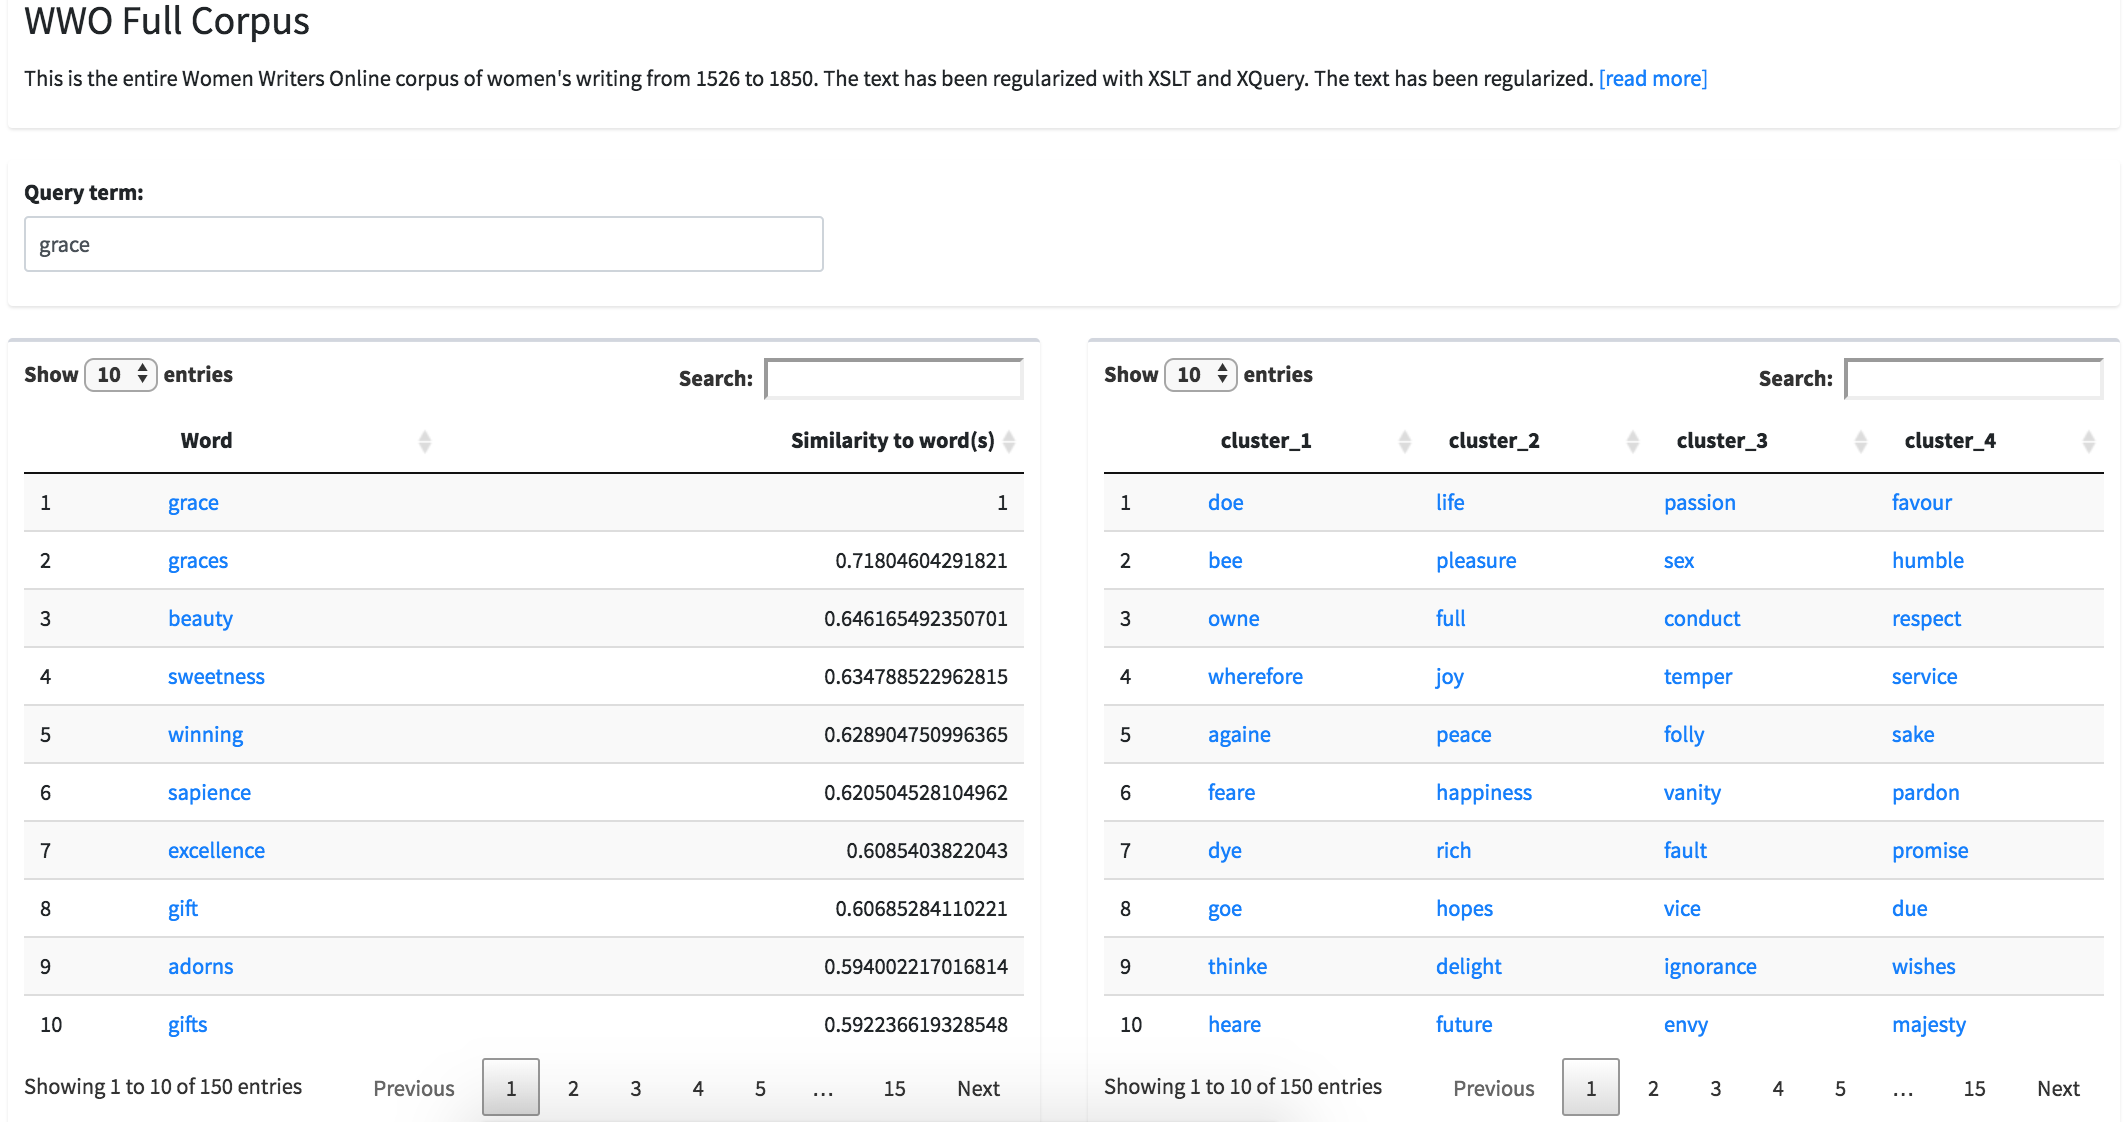 WWO Full Corpus
This is the entire Women Writers Online corpus of women's writing from 1526 to 1850. The text has been regularized with XSLT and XQuery. The text has been regularized. [read more]
Query term:
grace
Show 10 entries Search:
Word Similarity to word(s)
1 grace 1
2 graces 0.71804604291821
3 beauty 0.646165492350701
4 sweetness 0.634788522962815
5 winning 0.628904750996365
6 sapience 0.620504528104962
7 excellence 0.6085403822043
8 gift 0.60685284110221
9 adorns 0.594002217016814
10 gifts 0.592236619328548
Showing 1 to 10 of 150 entries Previous 1 2 3 4 5 ... 15 Next
Show 10 entries Search:
cluster_1 cluster_2 cluster_3 cluster_4
1 doe life passion favour
2 bee pleasure sex humble
3 owne full conduct respect
4 wherefore joy temper service
5 againe peace folly sake
6 feare happiness vanity pardon
7 dye rich fault promise
8 goe hopes vice due
9 thinke delight ignorance wishes
10 heare future envy majesty
Showing 1 to 10 of 150 entries Previous 1 2 3 4 5 ... 15 Next